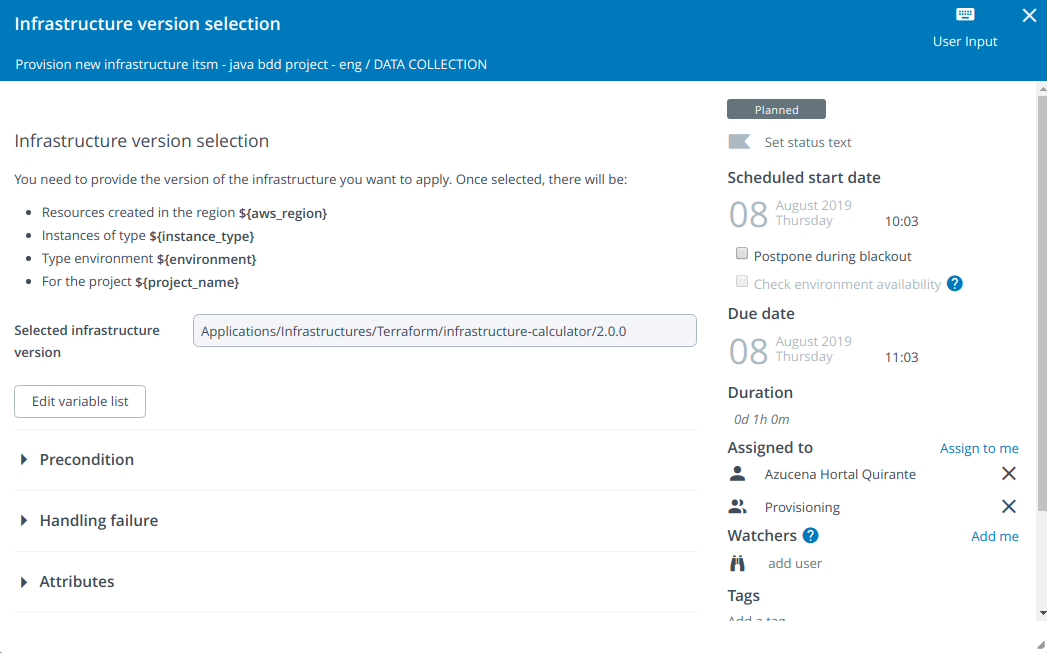 Infrastructure version selection
User Input
Provision new infrastructure itsm - java bdd project - eng / DATA COLLECTION
Infrastructure version selection
You need to provide the version of the infrastructure you want to apply. Once selected, there will be:
Resources created in the region ${aws_region}
Instances of type ${instance_type}
Type environment ${environment}
For the project ${project_name}
Selected infrastructure
version
Applications/Infrastructures/Terraform/infrastructure-calculator/2.0.0
Edit variable list
Precondition
Handling failure
Attributes
Planned
Set status text
Scheduled start date
08 August 2019
Thursday
10:03
Postpone during blackout
Check environment availability ?
Due date
08 August 2019
Thursday
11:03
Duration
0d 1h 0m
Assigned to Assign to me
Azucena Hortal Quirante
Provisioning
Watchers ? Add me
add user
Tags
Add a tag